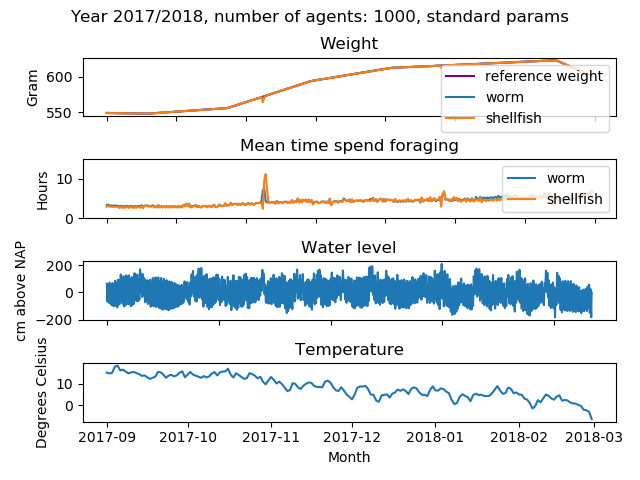 Year 2017/2018, number of agents: 1000, standard params
Weight
Gram
600
550
reference weight
worm
shellfish
Mean time spend foraging
Hours
10
0
worm
shellfish
Water level
cm above NAP
200
0
−200
Temperature
Degrees Celsius
10
0
2017-09 2017-10 2017-11 2017-12 2018-01 2018-02 2018-03
Month